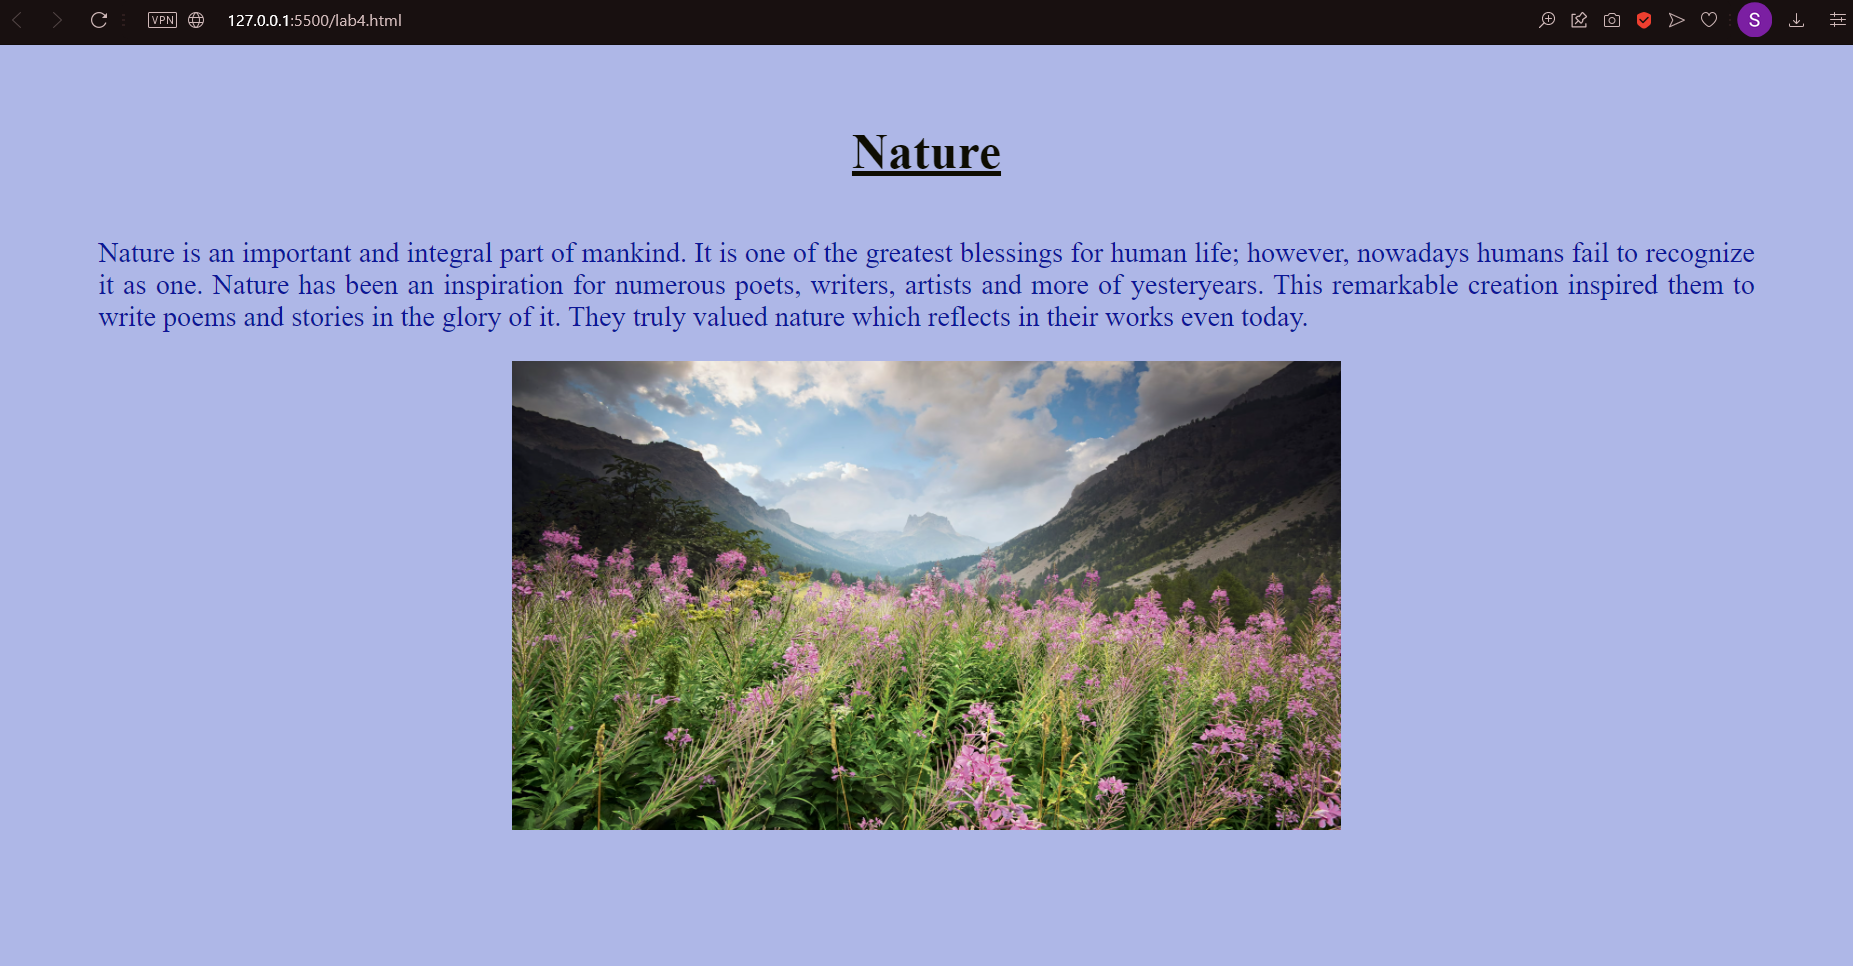 VPN
127.0.0.1:5500/lab4.html
S
Nature
Nature is an important and integral part of mankind. It is one of the greatest blessings for human life; however, nowadays humans fail to recognize
it as one. Nature has been an inspiration for numerous poets, writers, artists and more of yesteryears. This remarkable creation inspired them to
write poems and stories in the glory of it. They truly valued nature which reflects in their works even today.